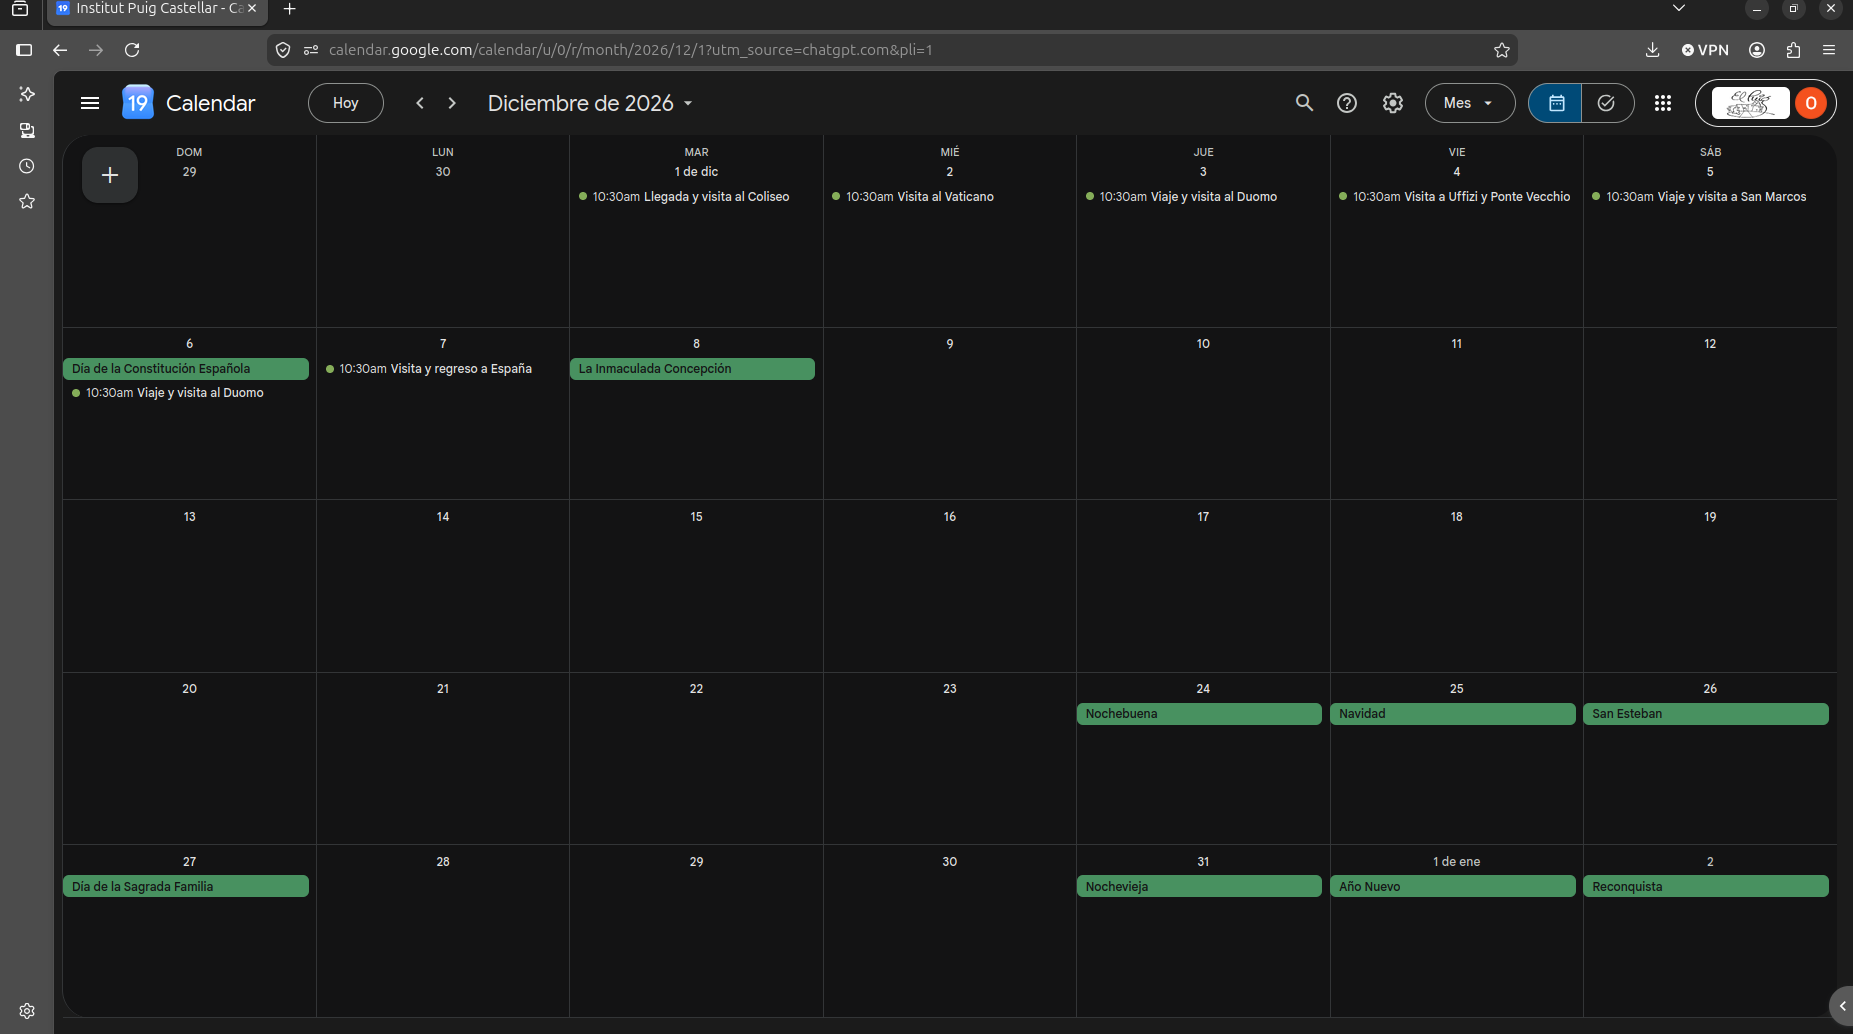 19 Institut Puig Castellar - Ca
calendar.google.com/calendar/u/0/r/month/2026/12/1?utm_source=chatgpt.com&pli=1
VPN
19 Calendar
Hoy
Diciembre de 2026
Mes
El Puig
O
DOM LUN MAR MIÉ JUE VIE SÁB
29 30 1 de dic 2 3 4 5
10:30am Llegada y visita al Coliseo
10:30am Visita al Vaticano
10:30am Viaje y visita al Duomo
10:30am Visita a Uffizi y Ponte Vecchio
10:30am Viaje y visita a San Marcos
6 7 8 9 10 11 12
Día de la Constitución Española
10:30am Viaje y visita al Duomo
10:30am Visita y regreso a España
La Inmaculada Concepción
13 14 15 16 17 18 19
20 21 22 23 24 25 26
Nochebuena
Navidad
San Esteban
27 28 29 30 31 1 de ene 2
Día de la Sagrada Familia
Nochevieja
Año Nuevo
Reconquista